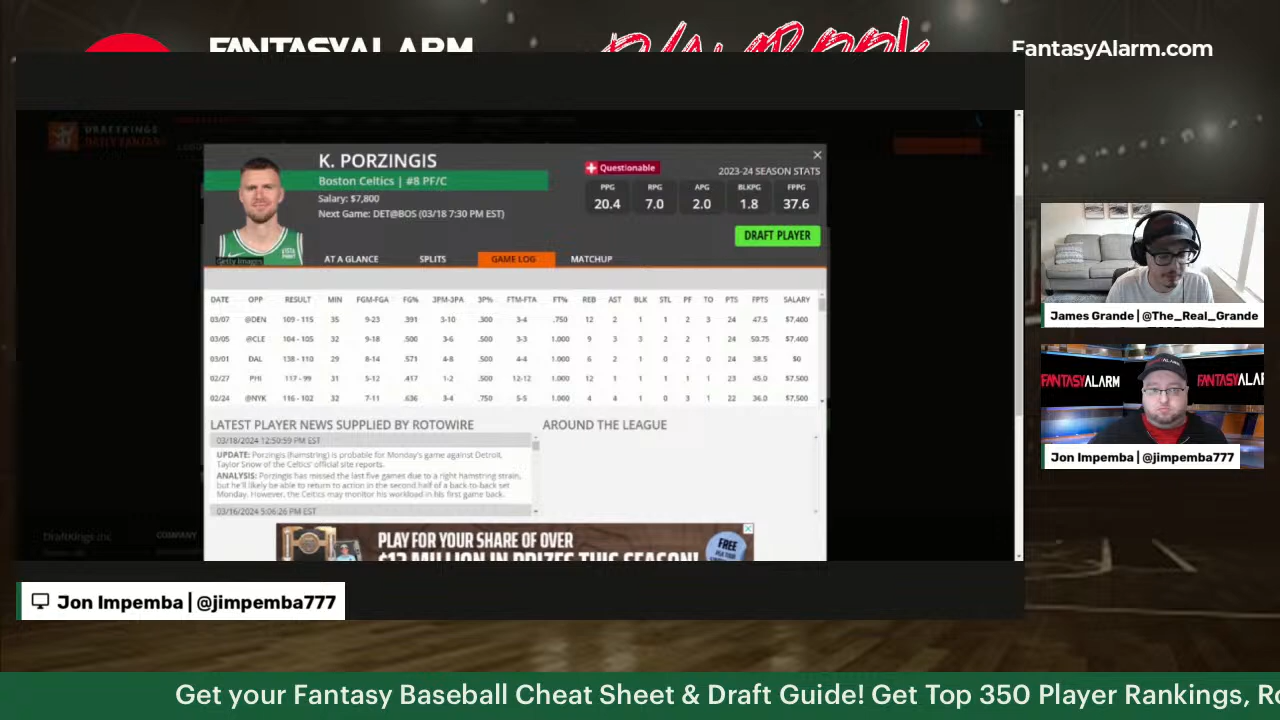 FANTASYALARM
FantasyAlarm.com
DRAFTKINGS
K. PORZINGIS
Boston Celtics | #8 PF/C
Salary: $7,800
Next Game: DET@BOS (03/18 7:30 PM EST)
Getty Images
Questionable
2023-24 SEASON STATS
PPG RPG APG BLKPG FPPG
20.4 7.0 2.0 1.8 37.6
DRAFT PLAYER
AT A GLANCE SPLITS GAME LOG MATCHUP
DATE OPP RESULT MIN FGM-FGA FG% 3PM-3PA 3P% FTM-FTA FT% REB AST BLK STL PF TO PTS FPTS SALARY
03/07 @DEN 109 - 115 35 9-23 .391 3-10 .300 3-4 .750 12 2 1 1 2 3 24 47.5 $7,400
03/05 @CLE 104 - 105 32 9-18 .500 3-6 .500 3-3 1.000 9 3 3 2 2 1 24 50.75 $7,400
03/01 DAL 138 - 110 29 8-14 .571 4-8 .500 4-4 1.000 6 2 1 0 2 0 24 38.5 $0
02/27 PHI 117 - 99 31 5-12 .417 1-2 .500 12-12 1.000 12 1 1 1 1 1 23 45.0 $7,500
02/24 @NYK 116 - 102 32 7-11 .636 3-4 .750 5-5 1.000 4 4 1 0 3 1 22 36.0 $7,500
LATEST PLAYER NEWS SUPPLIED BY ROTOWIRE
AROUND THE LEAGUE
03/18/2024 12:50:59 PM EST
UPDATE: Porzingis (hamstring) is probable for Monday's game against Detroit,
Taylor Snow of the Celtics' official site reports.
ANALYSIS: Porzingis has missed the last five games due to a right hamstring strain,
but he'll likely be able to return to action in the second half of a back-to-back set
Monday. However, the Celtics may monitor his workload in his first game back.
03/16/2024 5:06:26 PM EST
PLAY FOR YOUR SHARE OF OVER
$12 MILLION IN PRIZES THIS SEASON!
FREE
DraftKings Inc
COMPANY
James Grande | @The_Real_Grande
FANTASYALARM
FANTASYALAR
Jon Impemba | @jimpemba777
Jon Impemba | @jimpemba777
Get your Fantasy Baseball Cheat Sheet & Draft Guide! Get Top 350 Player Rankings, Ro